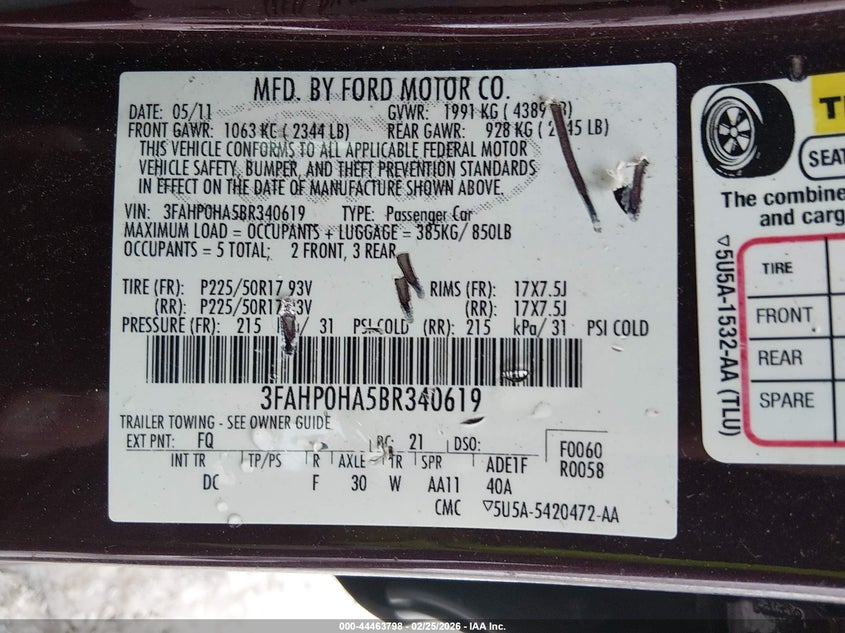 MFD. BY FORD MOTOR CO.
DATE: 05/11 GVWR: 1991 KG ( 4389
FRONT GAWR: 1063 KG ( 2344 LB) REAR GAWR: 928 KG ( LB)
THIS VEHICLE CONFORMS TO ALL APPLICABLE FEDERAL MOTOR
VEHICLE SAFETY, BUMPER, AND THEFT PREVENTION STANDARDS
IN EFFECT ON THE DATE OF MANUFACTURE SHOWN ABOVE.
VIN: 3FAHP0HA5BR340619 TYPE: Passenger Car
MAXIMUM LOAD = OCCUPANTS + LUGGAGE = 385KG/ 850LB
OCCUPANTS = 5 TOTAL; 2 FRONT, 3 REAR
TIRE (FR): P225/50R17 93V RIMS (FR): 17X7.5J
(RR): P225/50R17 93V (RR): 17X7.5J
PRESSURE (FR): 215 / 31 PSI COLD (RR): 215 kPa/ 31 PSI COLD
3FAHP0HA5BR340619
TRAILER TOWING - SEE OWNER GUIDE
EXT PNT: FQ RC: 21 DSO: F0060
R0058
INT TR TP/PS R AXLE TR SPR ADE1F
DC F 30 W AA11 40A
CMC ▽5U5A-5420472-AA
SEAT
The combine
and carg
TIRE
FRONT
REAR
SPARE
▽5U5A-1532-AA (TLU)
000-44463798 - 02/25/2026 - IAA Inc.